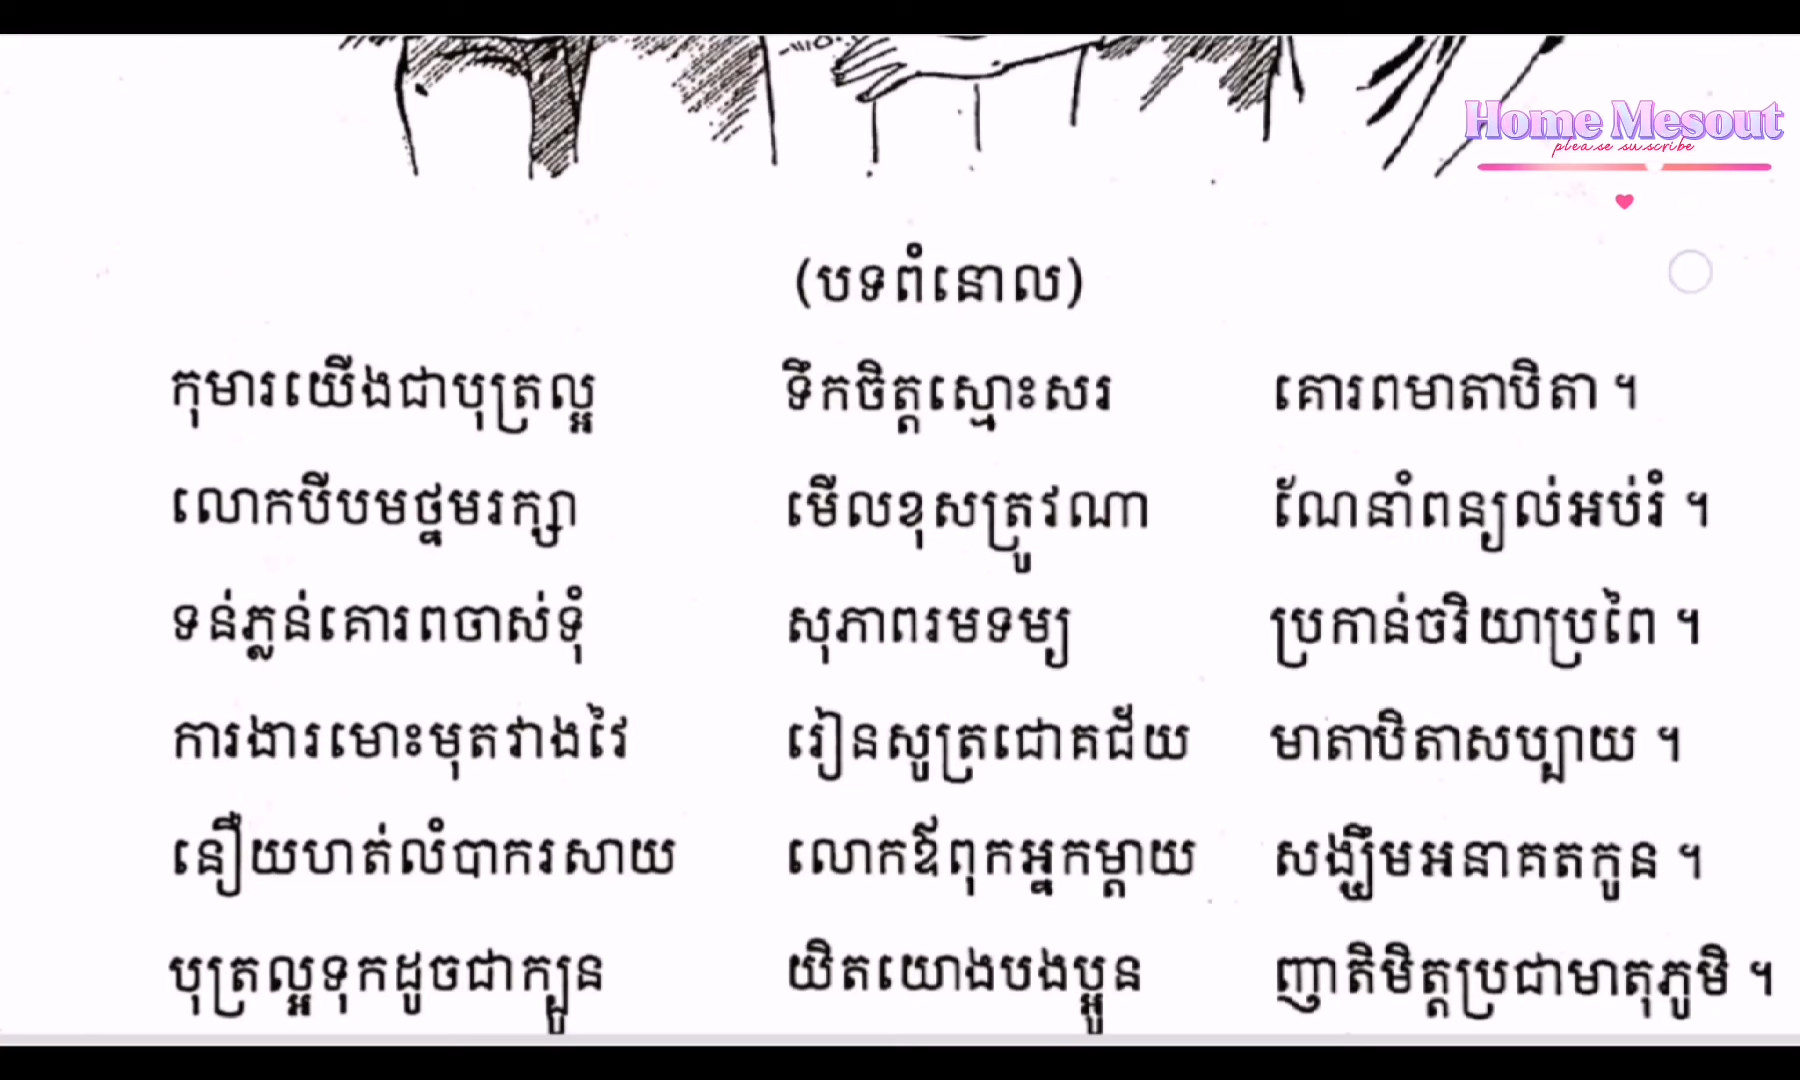 Home Mesout
please suscribe
(បទពំនោល)
កុមារយើងជាបុត្រល្អ ទឹកចិត្តស្មោះសរ គោរពមាតាបិតា ។
លោកបីបមថ្នមរក្សា មើលខុសត្រូវណា ណែនាំពន្យល់អប់រំ ។
ទន់ភ្លន់គោរពចាស់ទុំ សុភាពរមទម្យ ប្រកាន់ចរិយាប្រពៃ ។
ការងារមោះមុតវាងវៃ រៀនសូត្រជោគជ័យ មាតាបិតាសប្បាយ ។
នឿយហត់លំបាករសាយ លោកឪពុកអ្នកម្តាយ សង្ឃឹមអនាគតកូន ។
បុត្រល្អទុកដូចជាក្បួន យិតយោងបងប្អូន ញាតិមិត្តប្រជាមាតុភូមិ ។